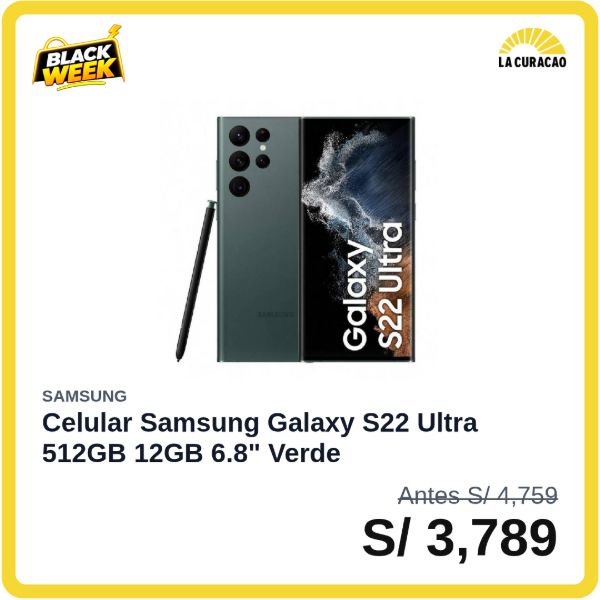 BLACK
WEEK
LA CURACAO
SAMSUNG
Galaxy
S22 Ultra
SAMSUNG
Celular Samsung Galaxy S22 Ultra
512GB 12GB 6.8" Verde
Antes S/ 4,759
S/ 3,789